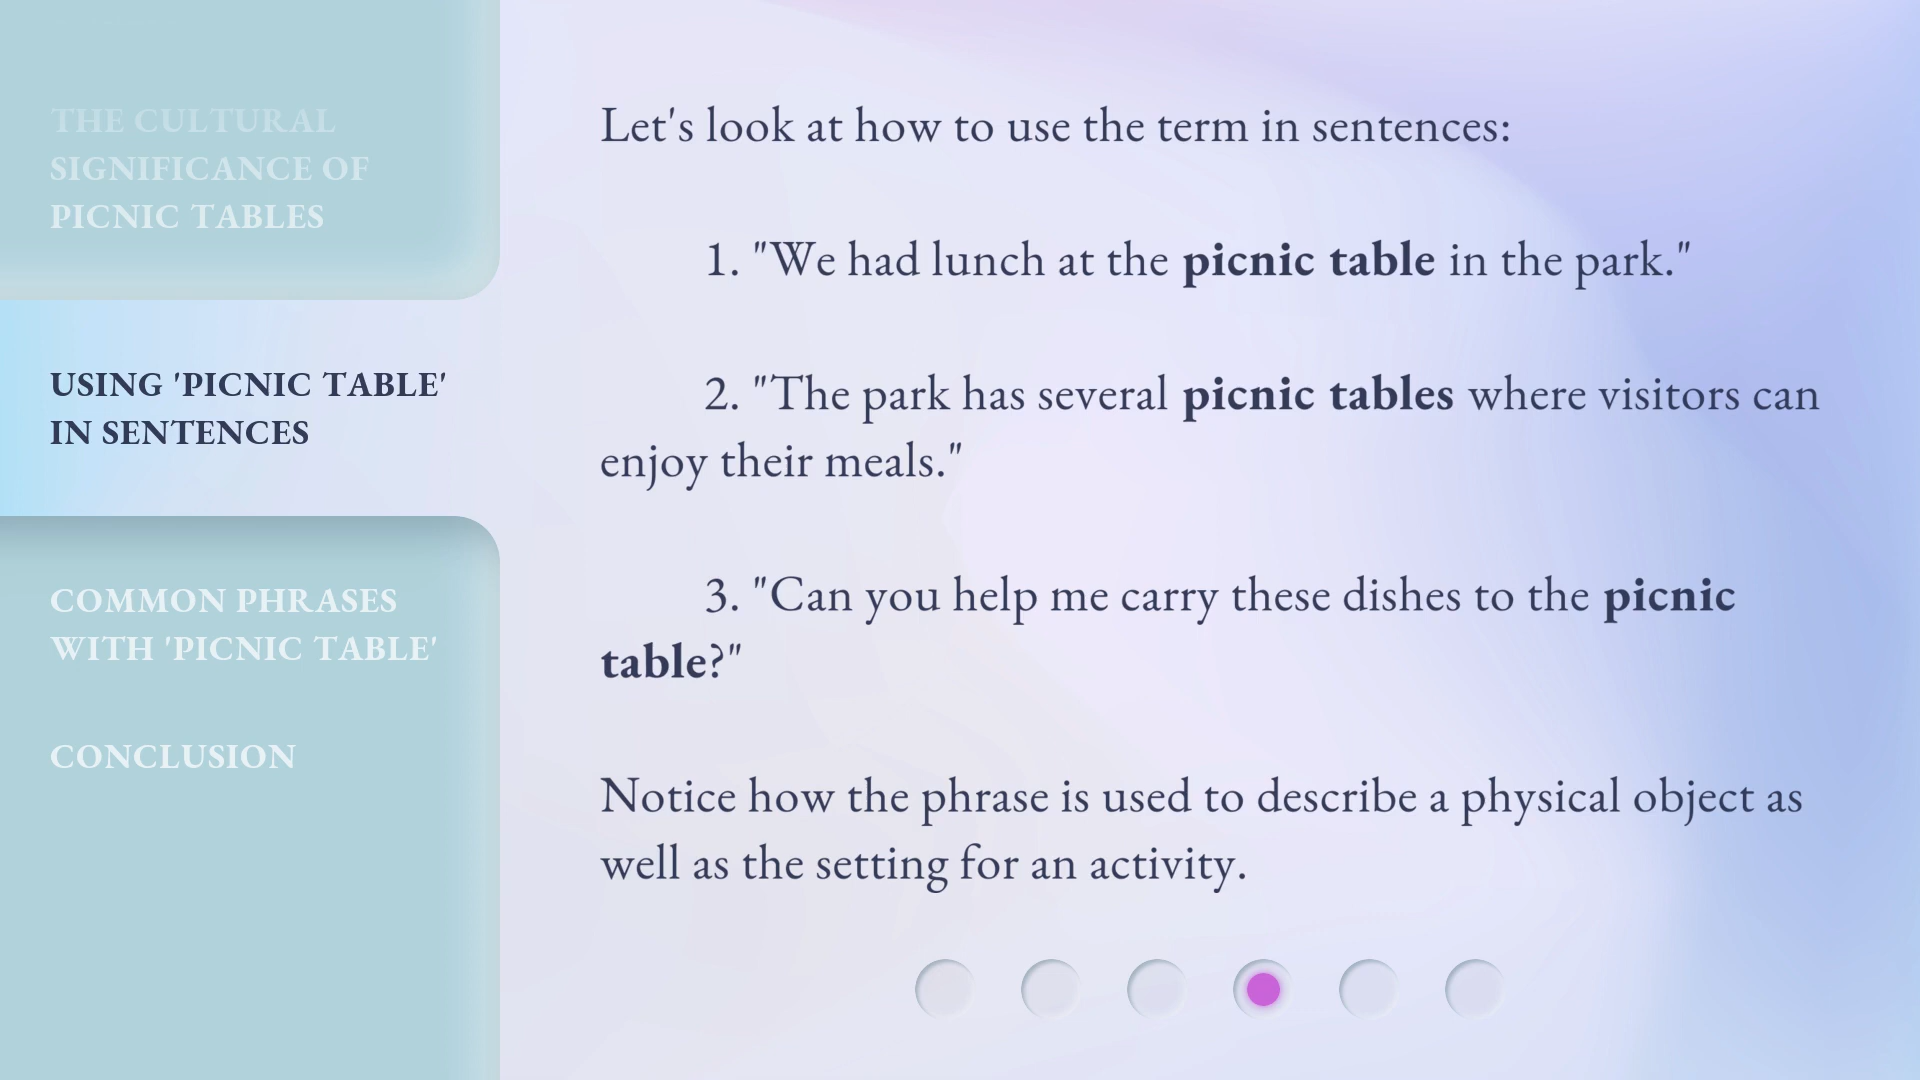 THE CULTURAL
SIGNIFICANCE OF
PICNIC TABLES
USING 'PICNIC TABLE'
IN SENTENCES
COMMON PHRASES
WITH 'PICNIC TABLE'
CONCLUSION
Let's look at how to use the term in sentences:
1. "We had lunch at the picnic table in the park."
2. "The park has several picnic tables where visitors can
enjoy their meals."
3. "Can you help me carry these dishes to the picnic
table?"
Notice how the phrase is used to describe a physical object as
well as the setting for an activity.